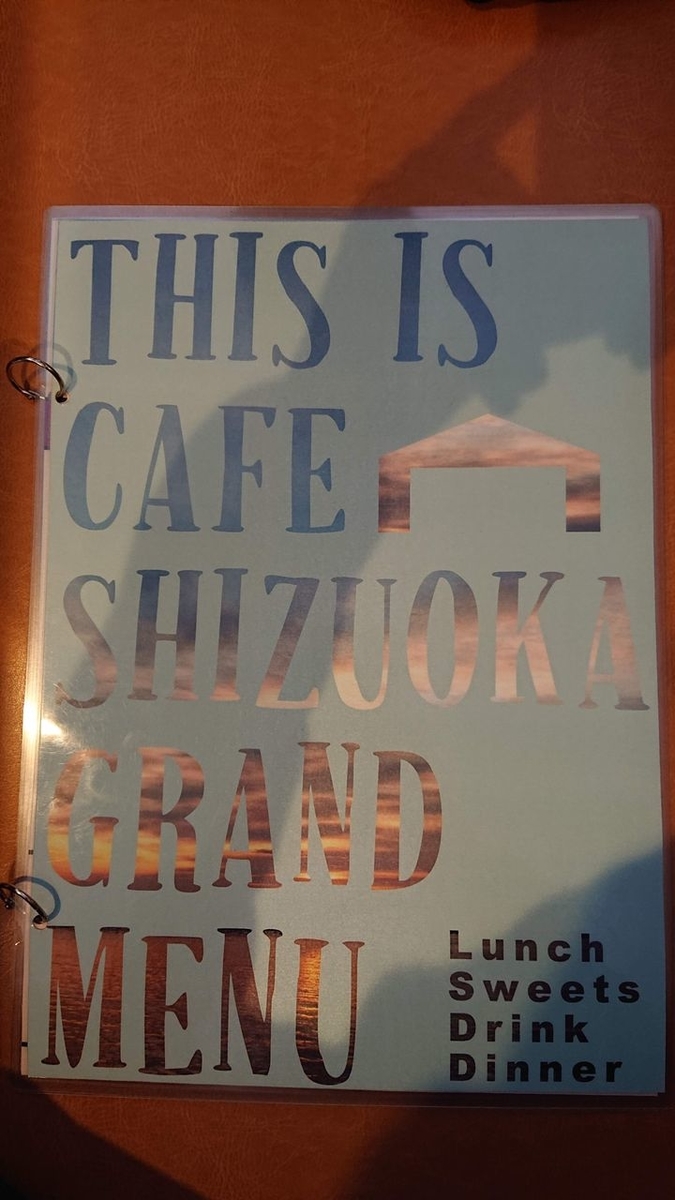 THIS IS
CAFE
SHIZUOKA
GRAND
MENU
Lunch
Sweets
Drink
Dinner